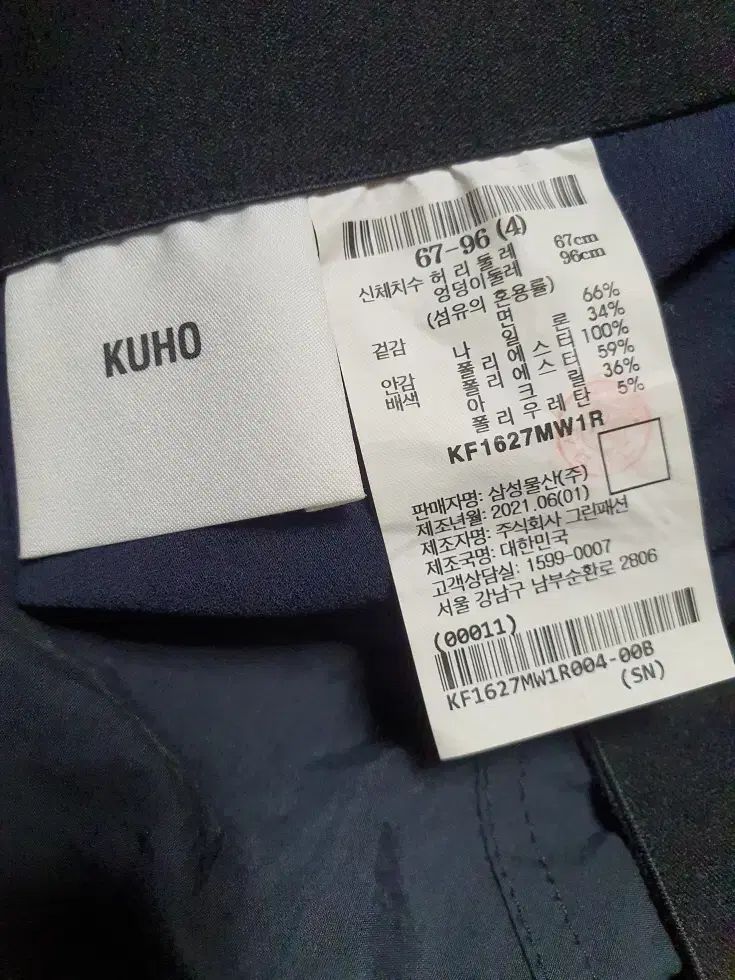 KUHO
67-96 (4)
신체치수 허 리 둘 레 67cm
엉덩이둘레 96cm
(섬유의 혼용률)
겉감 면 66%
나 일 론 34%
안감 폴 리 에 스 터 100%
배색 폴 리 에 스 터 59%
아 크 릴 36%
폴 리 우 레 탄 5%
KF1627MW1R
판매자명: 삼성물산(주)
제조년월: 2021.06(01)
제조자명: 주식회사 그린패션
제조국명: 대한민국
고객상담실: 1599-0007
서울 강남구 남부순환로 2806
(00011)
KF1627MW1R004-00B
(SN)